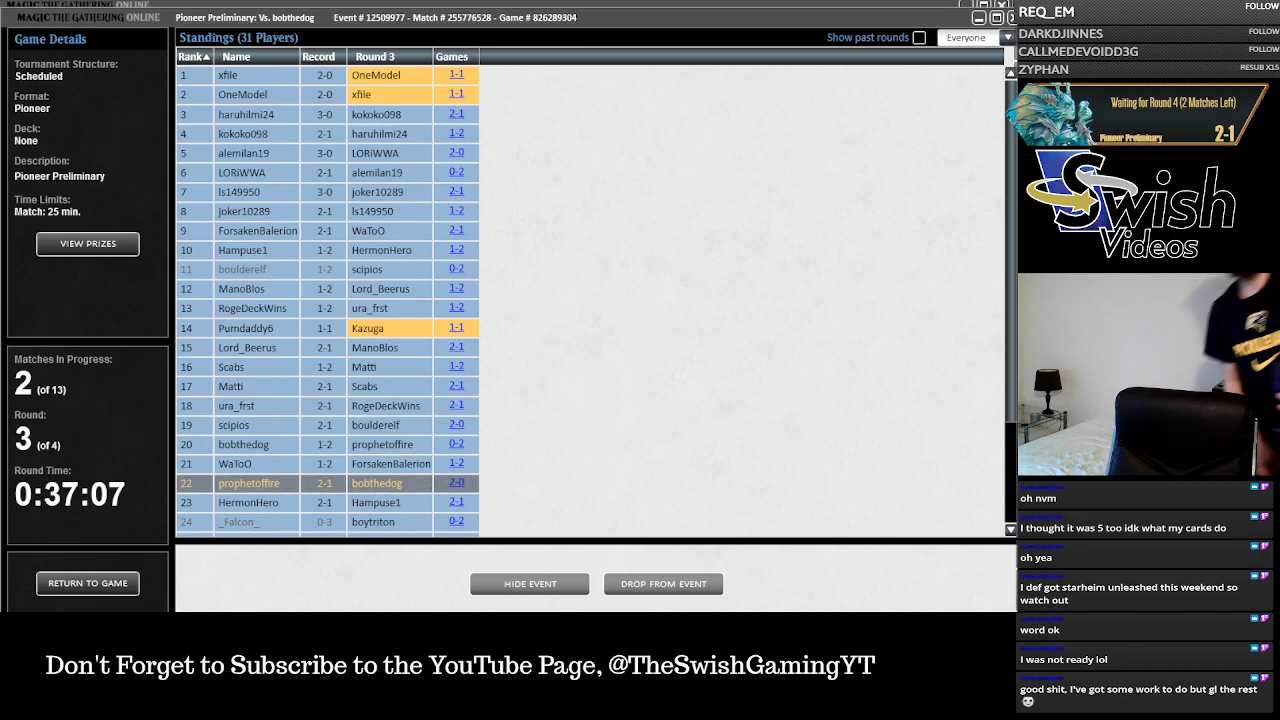 MAGIC THE GATHERING ONLINE
MAGIC THE GATHERING ONLINE Pioneer Preliminary: Vs. bobthedog Event # 12509977 - Match # 255776528 - Game # 826289304
Game Details
Tournament Structure:
Scheduled
Format:
Pioneer
Deck:
None
Description:
Pioneer Preliminary
Time Limits:
Match: 25 min.
VIEW PRIZES
Matches In Progress:
2 (of 13)
Round:
3 (of 4)
Round Time:
0:37:07
RETURN TO GAME
Standings (31 Players)
Show past rounds Everyone
Rank Name Record Round 3 Games
1 xfile 2-0 OneModel 1-1
2 OneModel 2-0 xfile 1-1
3 haruhilmi24 3-0 kokoko098 2-1
4 kokoko098 2-1 haruhilmi24 1-2
5 alemilan19 3-0 LORiWWA 2-0
6 LORiWWA 2-1 alemilan19 0-2
7 ls149950 3-0 joker10289 2-1
8 joker10289 2-1 ls149950 1-2
9 ForsakenBalerion 2-1 WaToO 2-1
10 Hampuse1 2-1 HermonHero 1-2
11 boulderelf 1-2 scipios 0-2
12 ManoBlos 1-2 Lord_Beerus 1-2
13 RogeDeckWins 1-2 ura_frst 1-2
14 Pumdaddy6 1-1 Kazuga 1-1
15 Lord_Beerus 2-1 ManoBlos 2-1
16 Scabs 1-2 Matti 1-2
17 Matti 2-1 Scabs 2-1
18 ura_frst 2-1 RogeDeckWins 2-1
19 scipios 2-1 boulderelf 2-0
20 bobthedog 1-2 prophetoffire 0-2
21 WaToO 1-2 ForsakenBalerion 1-2
22 prophetoffire 2-1 bobthedog 2-0
23 HermonHero 2-1 Hampuse1 2-1
24 _Falcon_ 0-3 boytriton 0-2
HIDE EVENT DROP FROM EVENT
REQ_EM FOLLOW
DARKDJINNES FOLLOW
CALLMEDEVOIDD3G FOLLOW
ZYPHAN RESUB X15
Waiting for Round 4 (2 Matches Left)
Pioneer Preliminary 2-1
Swish
Videos
oh nvm
I thought it was 5 too idk what my cards do
oh yea
I def got starheim unleashed this weekend so
watch out
word ok
I was not ready lol
good shit, I've got some work to do but gl the rest
Don't Forget to Subscribe to the YouTube Page, @TheSwishGamingYT